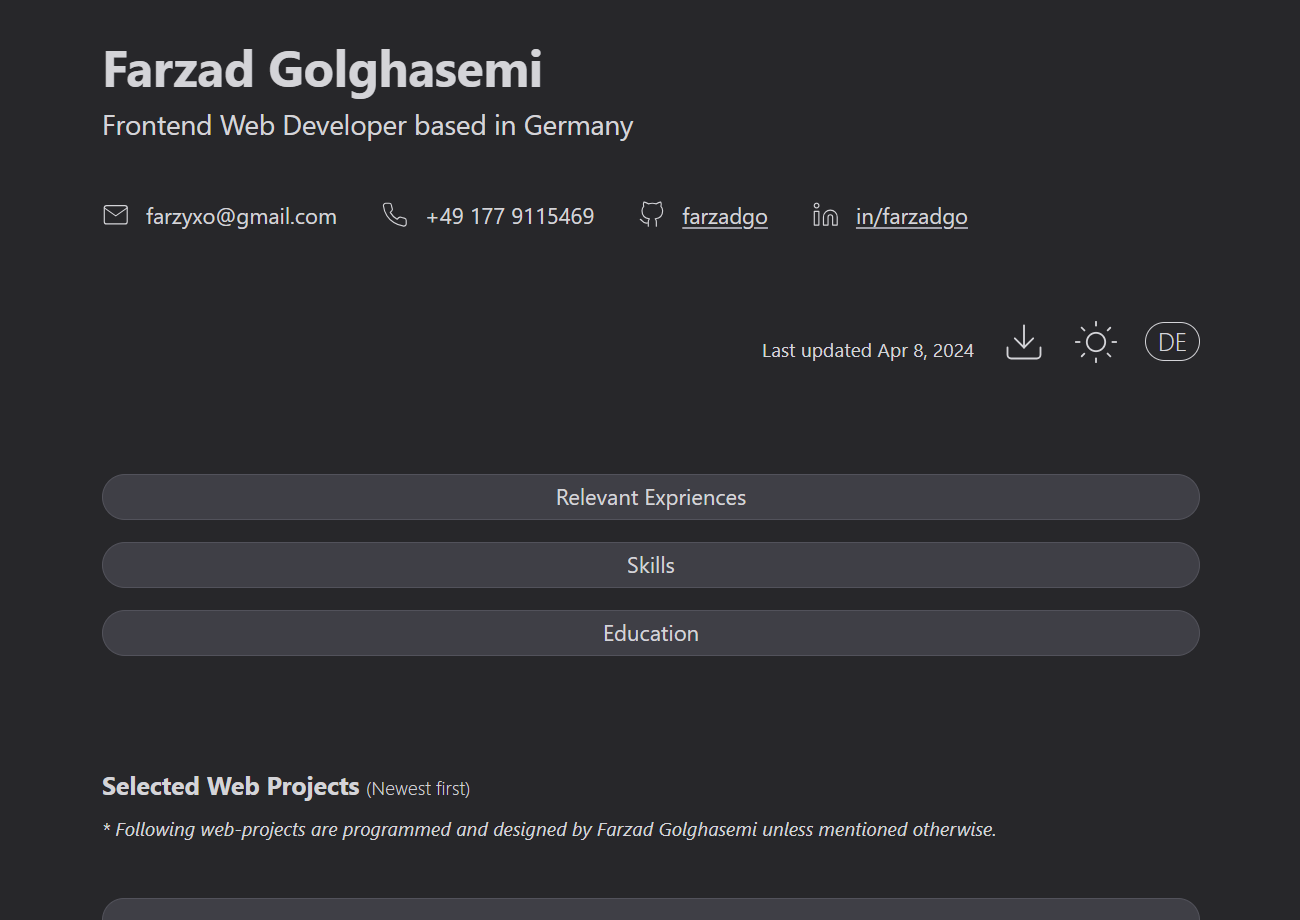 Farzad Golghasemi
Frontend Web Developer based in Germany
farzyxo@gmail.com +49 177 9115469 farzadgo in/farzadgo
Last updated Apr 8, 2024 DE
Relevant Expriences
Skills
Education
Selected Web Projects (Newest first)
* Following web-projects are programmed and designed by Farzad Golghasemi unless mentioned otherwise.